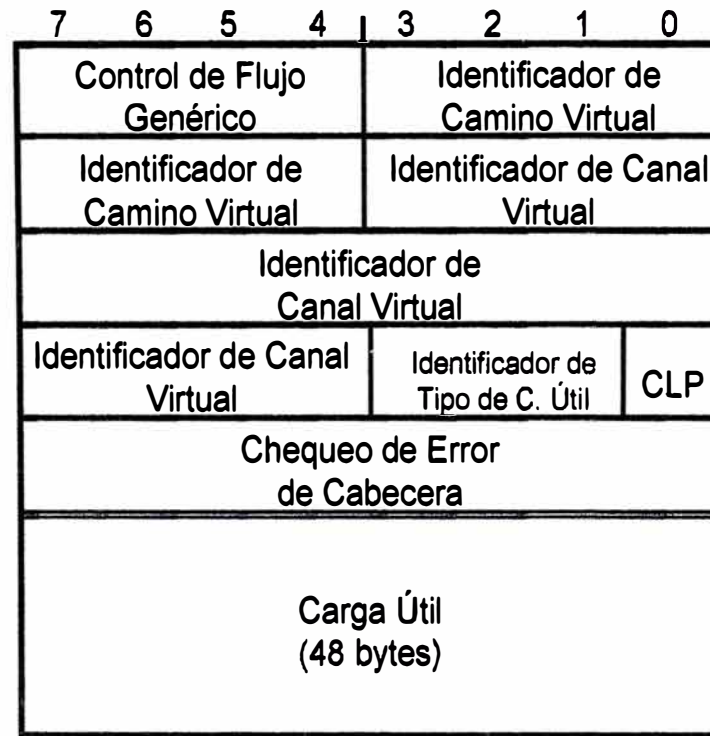 7 6 5 4 3 2 1 0
Control de Flujo
Genérico
Identificador de
Camino Virtual
Identificador de
Camino Virtual
Identificador de Canal
Virtual
Identificador de
Canal Virtual
Identificador de Canal
Virtual
Identificador de
Tipo de C. Útil
CLP
Chequeo de Error
de Cabecera
Carga Útil
(48 bytes)